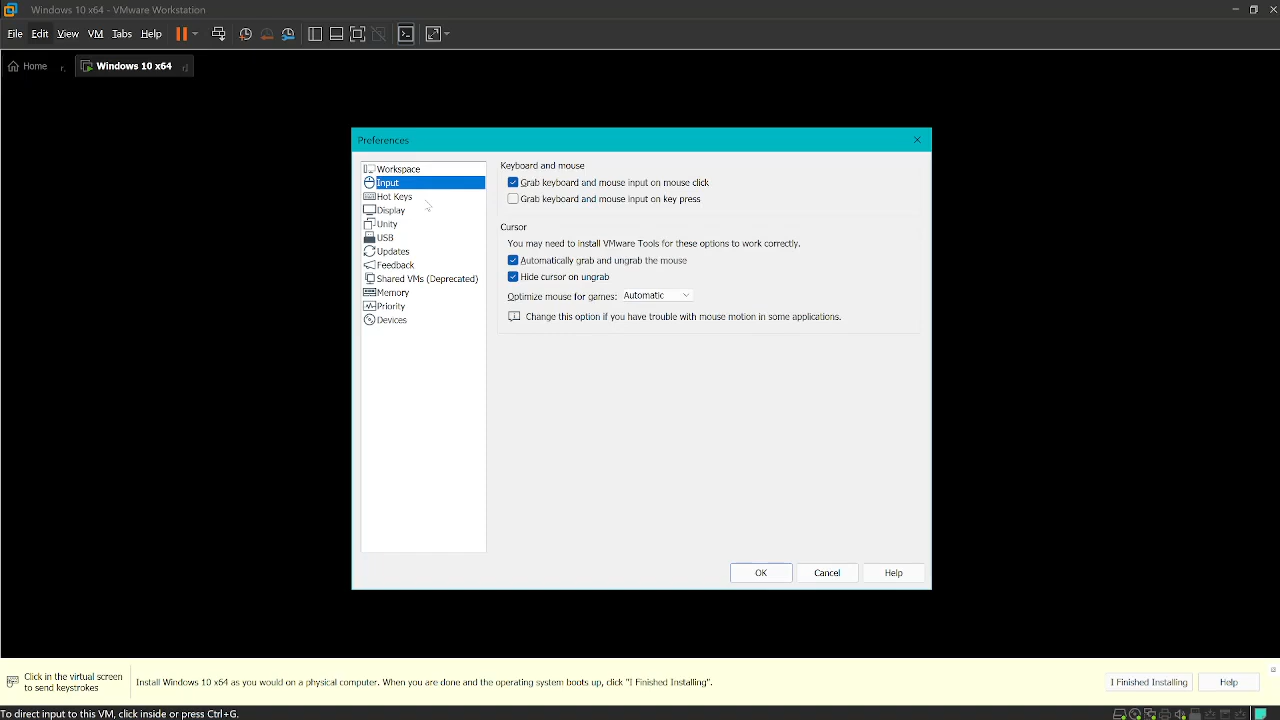 Windows 10 x64 - VMware Workstation
File Edit View VM Tabs Help
Home
Windows 10 x64
Preferences
Workspace
Input
Hot Keys
Display
Unity
USB
Updates
Feedback
Shared VMs (Deprecated)
Memory
Priority
Devices
Keyboard and mouse
Grab keyboard and mouse input on mouse click
Grab keyboard and mouse input on key press
Cursor
You may need to install VMware Tools for these options to work correctly.
Automatically grab and ungrab the mouse
Hide cursor on ungrab
Optimize mouse for games: Automatic
Change this option if you have trouble with mouse motion in some applications.
OK Cancel Help
Click in the virtual screen
to send keystrokes
Install Windows 10 x64 as you would on a physical computer. When you are done and the operating system boots up, click "I Finished Installing".
I Finished Installing Help
To direct input to this VM, click inside or press Ctrl+G.